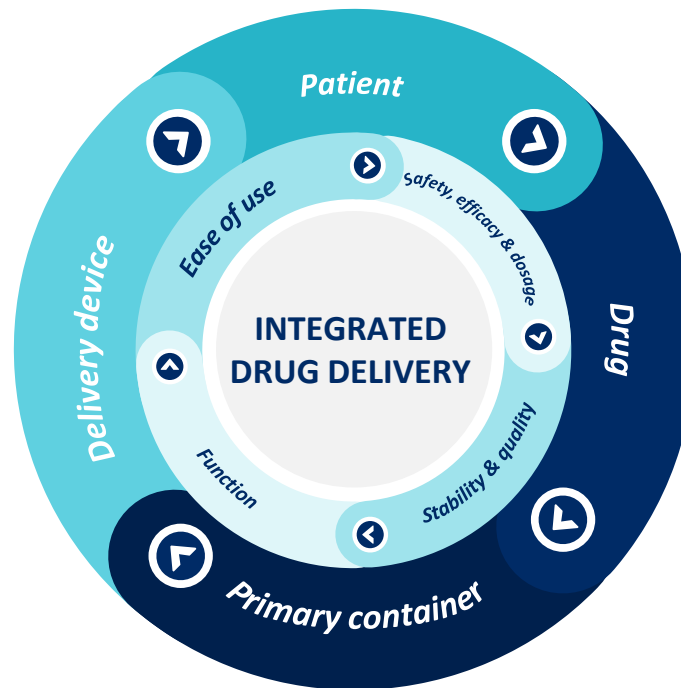 Patient
Drug
Primary container
Delivery device
Ease of use
Safety, efficacy & dosage
Stability & quality
Function
INTEGRATED
DRUG DELIVERY